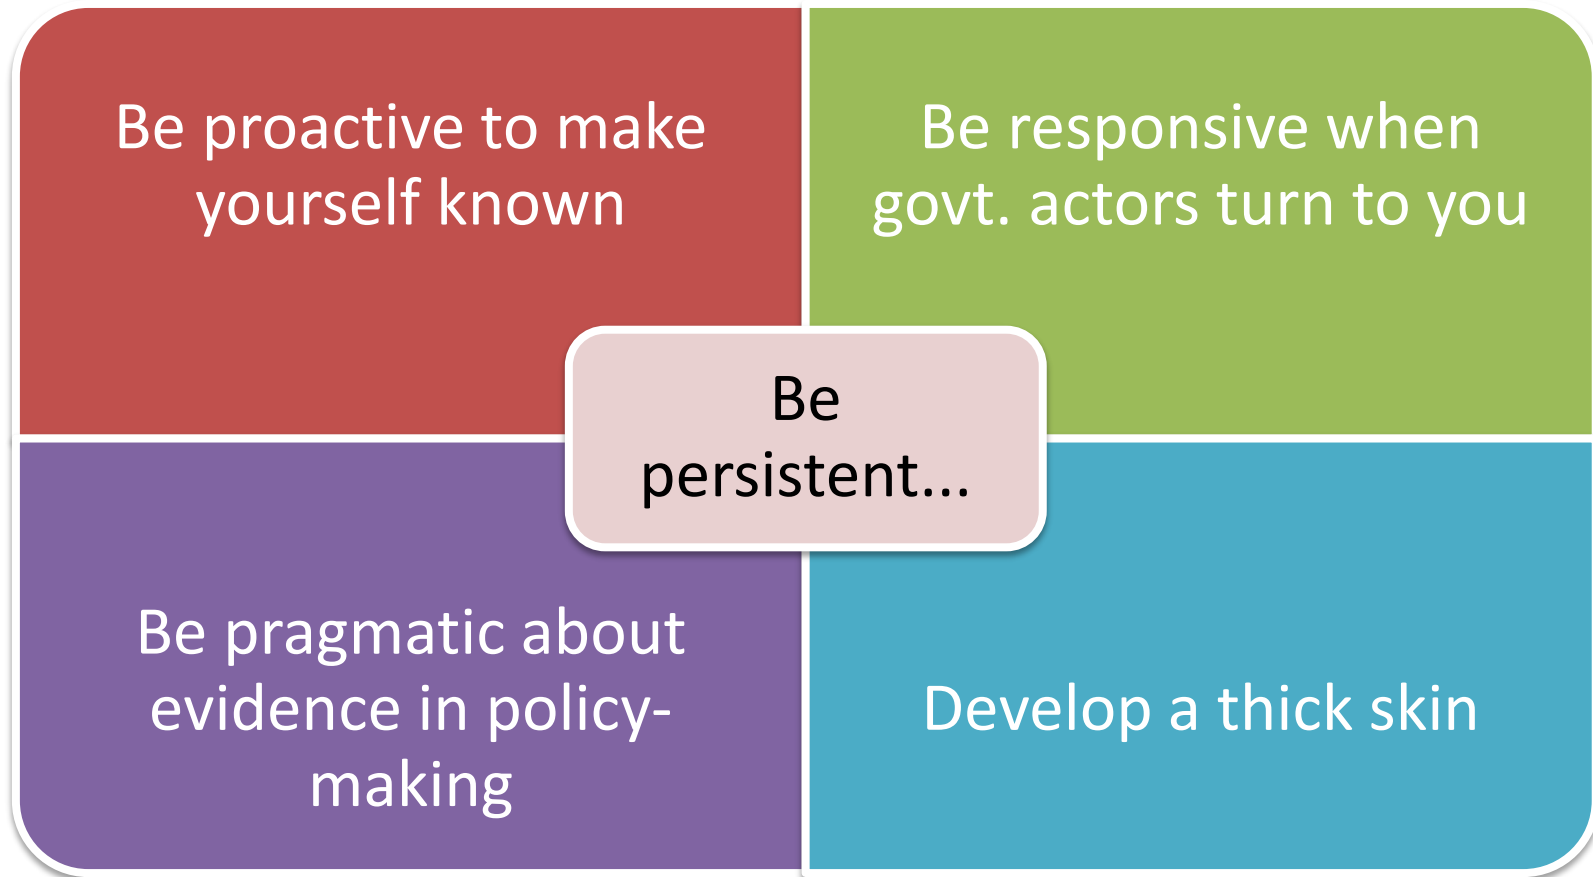 Be proactive to make
yourself known
Be responsive when
govt. actors turn to you
Be
persistent...
Be pragmatic about
evidence in policy-
making
Develop a thick skin